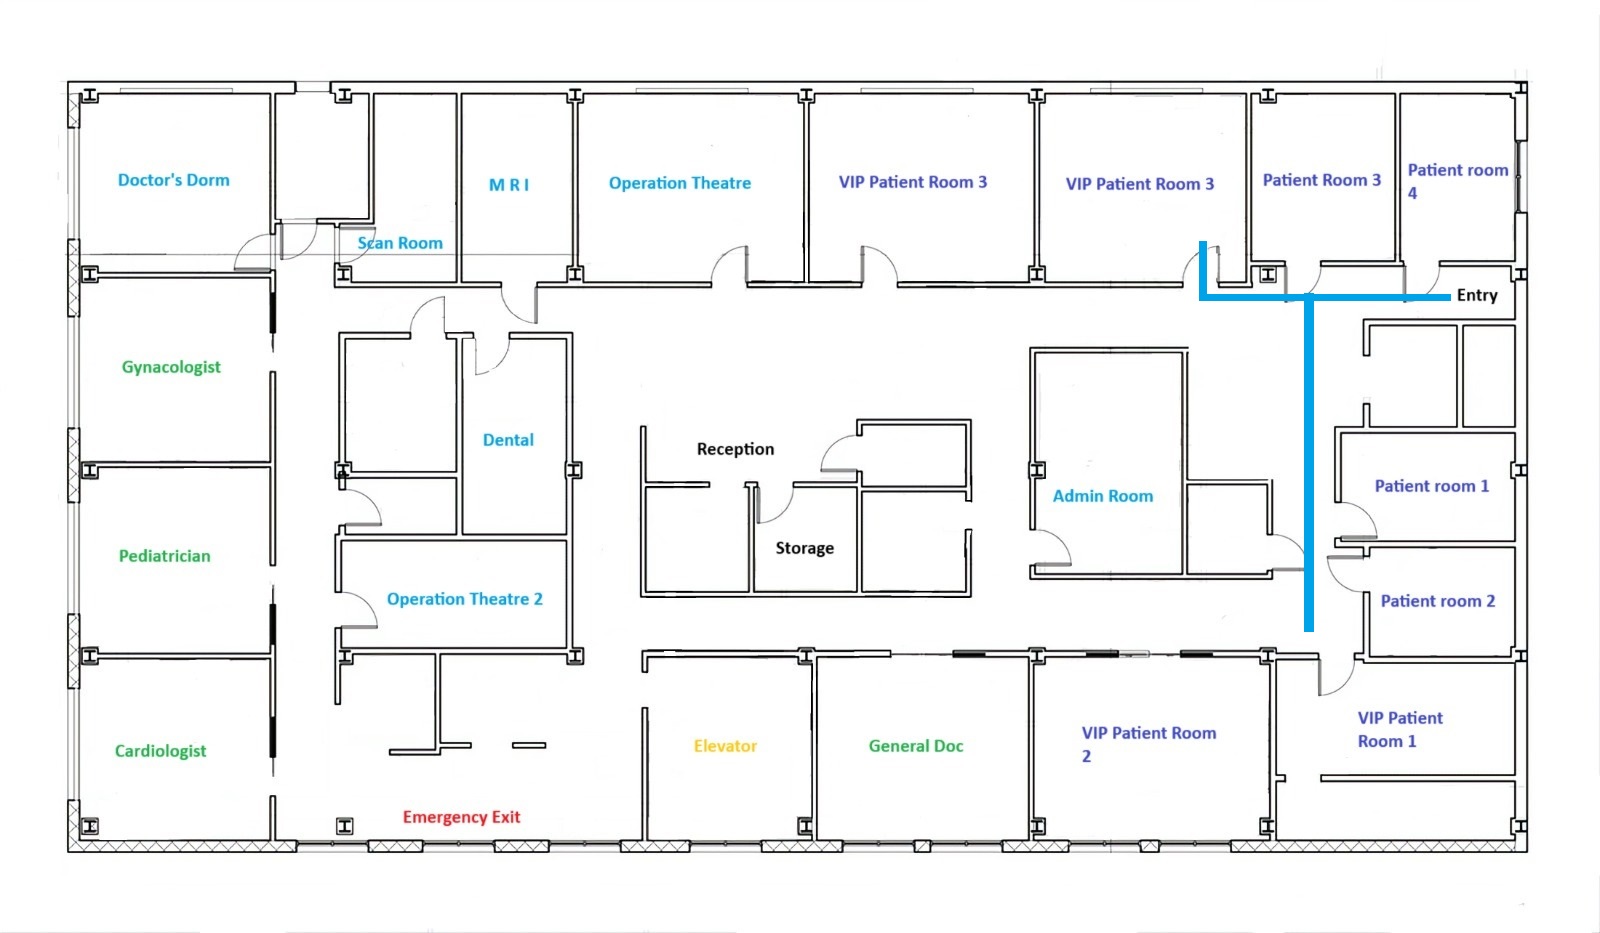 Doctor's Dorm
M R I
Operation Theatre
VIP Patient Room 3
VIP Patient Room 3
Patient Room 3
Patient room
4
Scan Room
Entry
Gynacologist
Dental
Reception
Admin Room
Patient room 1
Pediatrician
Storage
Operation Theatre 2
Patient room 2
Cardiologist
Elevator
General Doc
VIP Patient Room
2
VIP Patient
Room 1
Emergency Exit